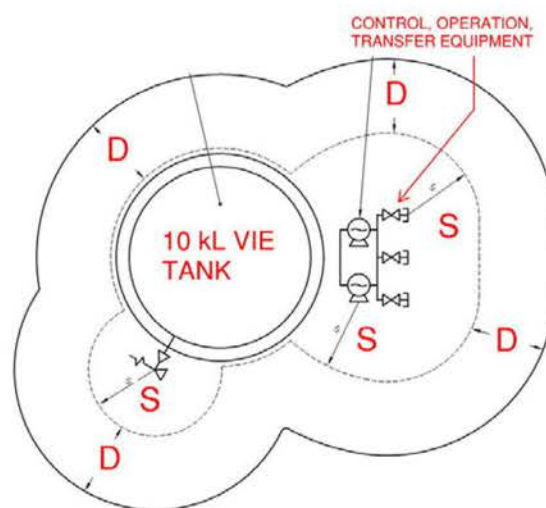 CONTROL, OPERATION,
TRANSFER EQUIPMENT
D
D
S
10 kL VIE
TANK
S
D
S
D